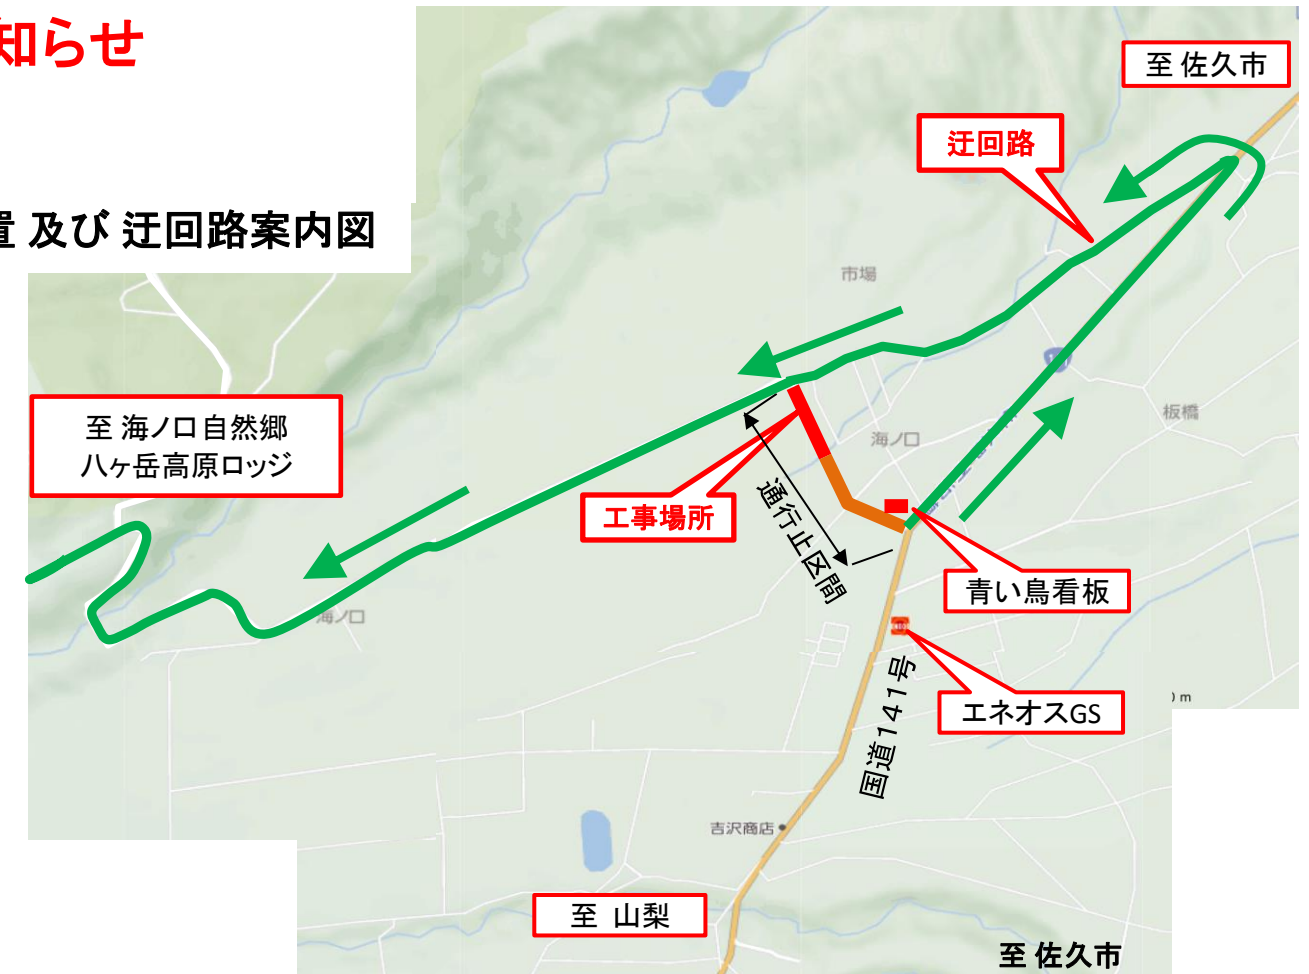 知らせ
至 佐久市
迂回路
置 及び 迂回路案内図
市場
至 海ノ口自然郷
八ヶ岳高原ロッジ
板橋
海ノ口
工事場所
通行止区間
青い鳥看板
海ノ口
エネオスGS
国道141号
m
吉沢商店
至 山梨
至 佐久市